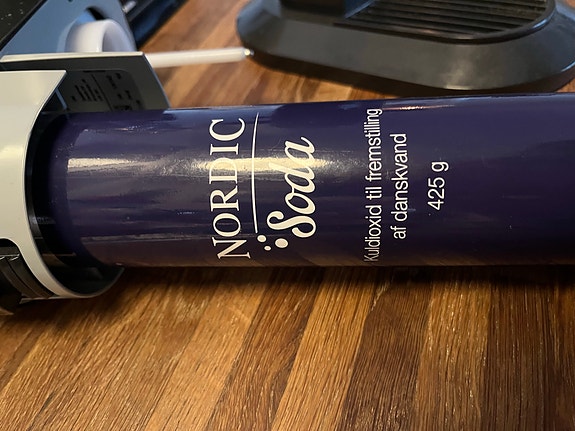 NORDIC
Soda
Kuldioxid til fremstilling
af danskvand
425 g